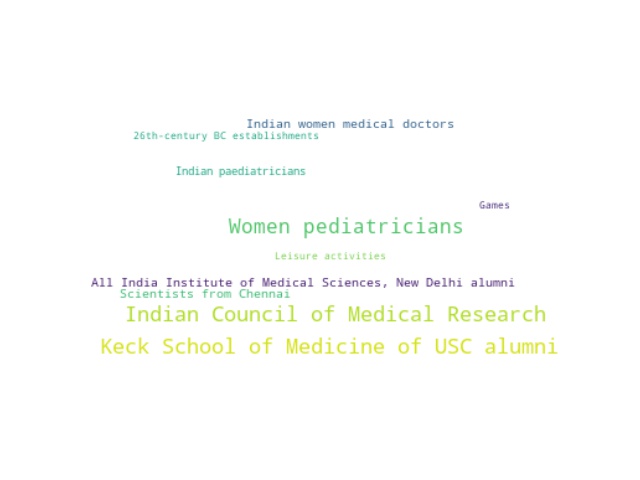 Indian women medical doctors
26th-century BC establishments
Indian paediatricians
Games
Women pediatricians
Leisure activities
All India Institute of Medical Sciences, New Delhi alumni
Scientists from Chennai
Indian Council of Medical Research
Keck School of Medicine of USC alumni